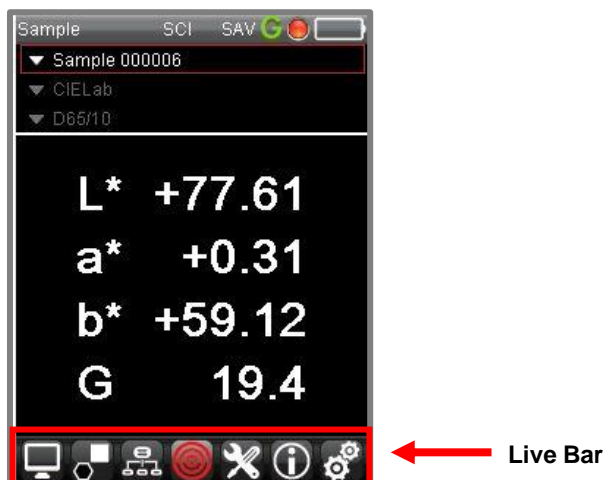 Sample SCI SAV G
Sample 000006
CIELab
D65/10
L* +77.61
a* +0.31
b* +59.12
G 19.4
Live Bar